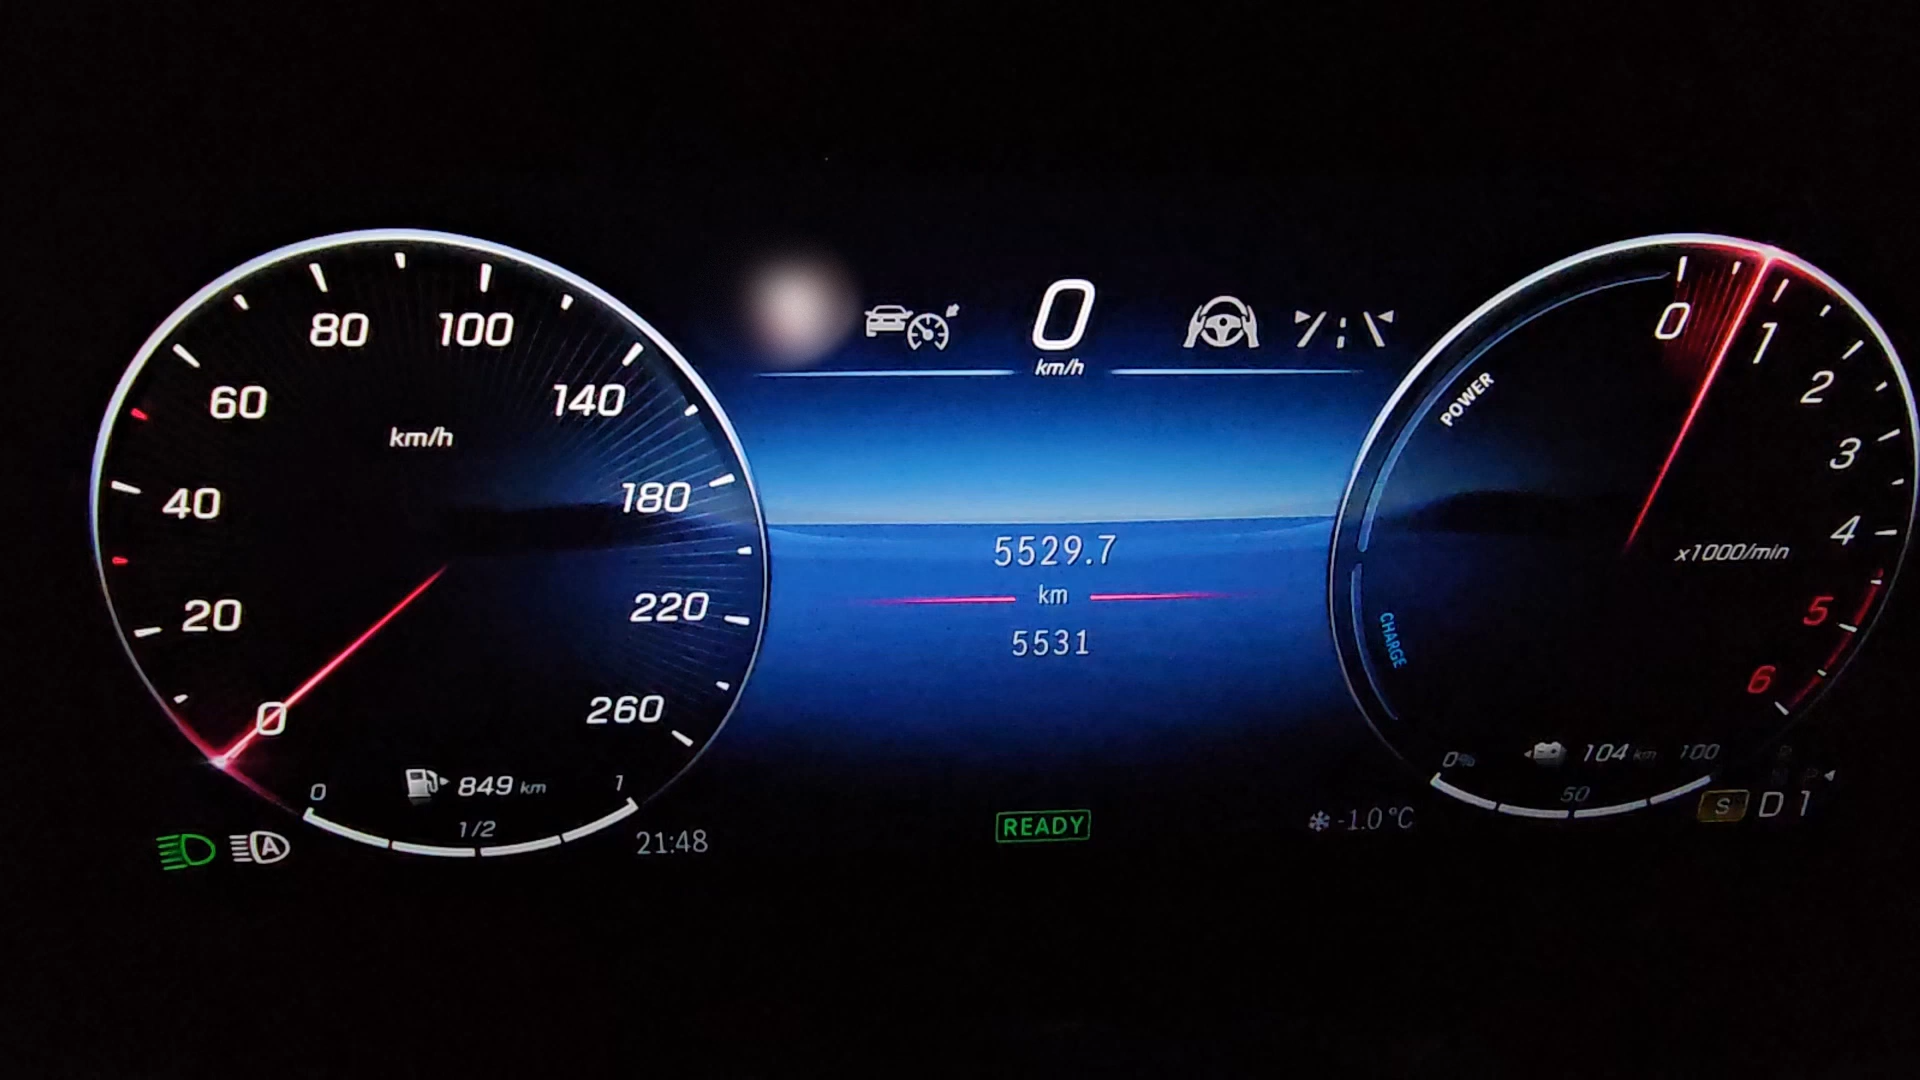 0
km/h
80 100
60 140
km/h
40 180
20 220
0 260
849 km
0 1
1/2
21:48
5529.7
km
5531
READY
-1.0 °C
0 1
2
3
4
5
6
POWER
x1000/min
CHARGE
0% 104 km 100
50
S D 1
A